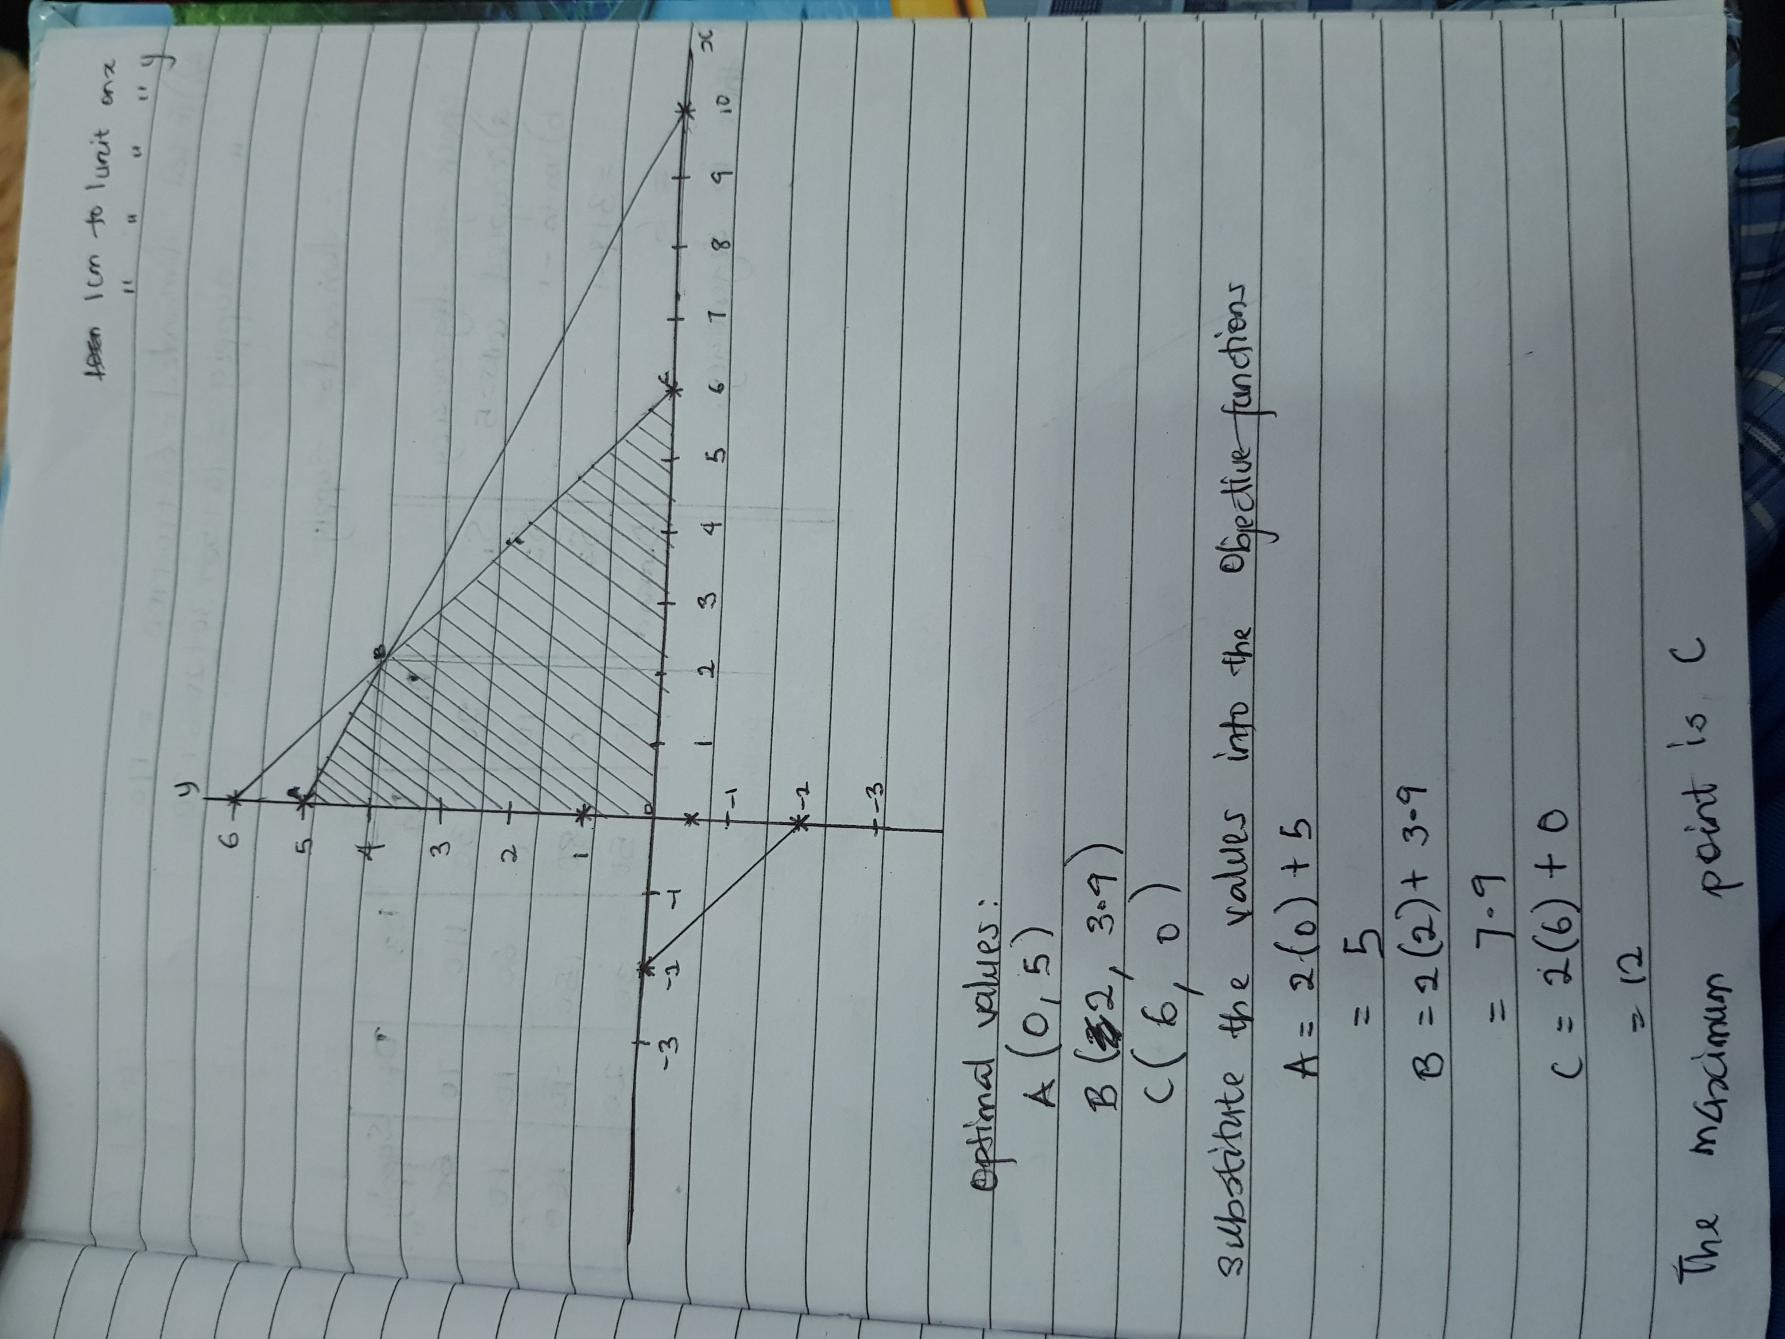 1cm to 1 unit on x
" " " " y
y
6
5
4
3
2
1
0
-1
-2
-3
A
B
C
-3
-2
-1
1
2
3
4
5
6
7
8
9
10
x
Optimal values:
A (0, 5)
B (2, 3.9)
C (6, 0)
Substitute the values into the Objective functions
A = 2(0) + 5
= 5
B = 2(2) + 3.9
= 7.9
C = 2(6) + 0
= 12
The maximum point is C